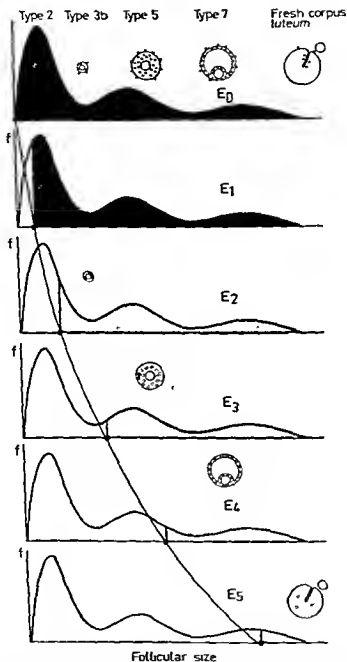 Type 2 Type 3b Type 5 Type 7 Fresh corpus
luteum
E0
f
E1
f
E2
f
E3
f
E4
f
E5
Follicular size